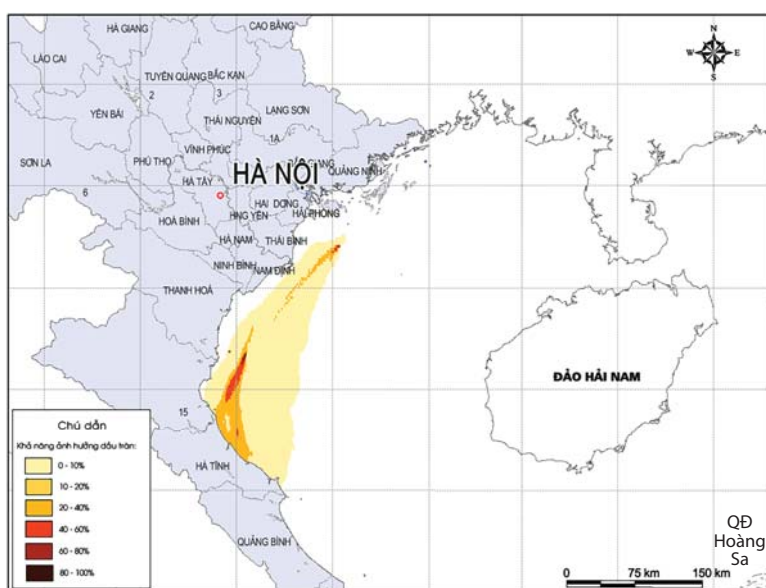 HÀ GIANG
CAO BẰNG
LÀO CAI
TUYÊN QUANG
BẮC KẠN
2
3
YÊN BÁI
LẠNG SƠN
THÁI NGUYÊN
1A
VĨNH PHÚC
SƠN LA
PHÚ THỌ
HÀ NỘI
QUẢNG NINH
HÀ TÂY
6
HẢI DƠNG
HNG YÊN
HẢI PHÒNG
HOÀ BÌNH
HÀ NAM
THÁI BÌNH
NINH BÌNH
NAM ĐỊNH
THANH HOÁ
ĐẢO HẢI NAM
15
HÀ TĨNH
QUẢNG BÌNH
N
W
E
S
Chú dẫn
Khả năng ảnh hưởng dầu tràn:
0 - 10%
10 - 20%
20 - 40%
40 - 60%
60 - 80%
80 - 100%
QĐ
Hoàng
Sa
0 75 km 150 km